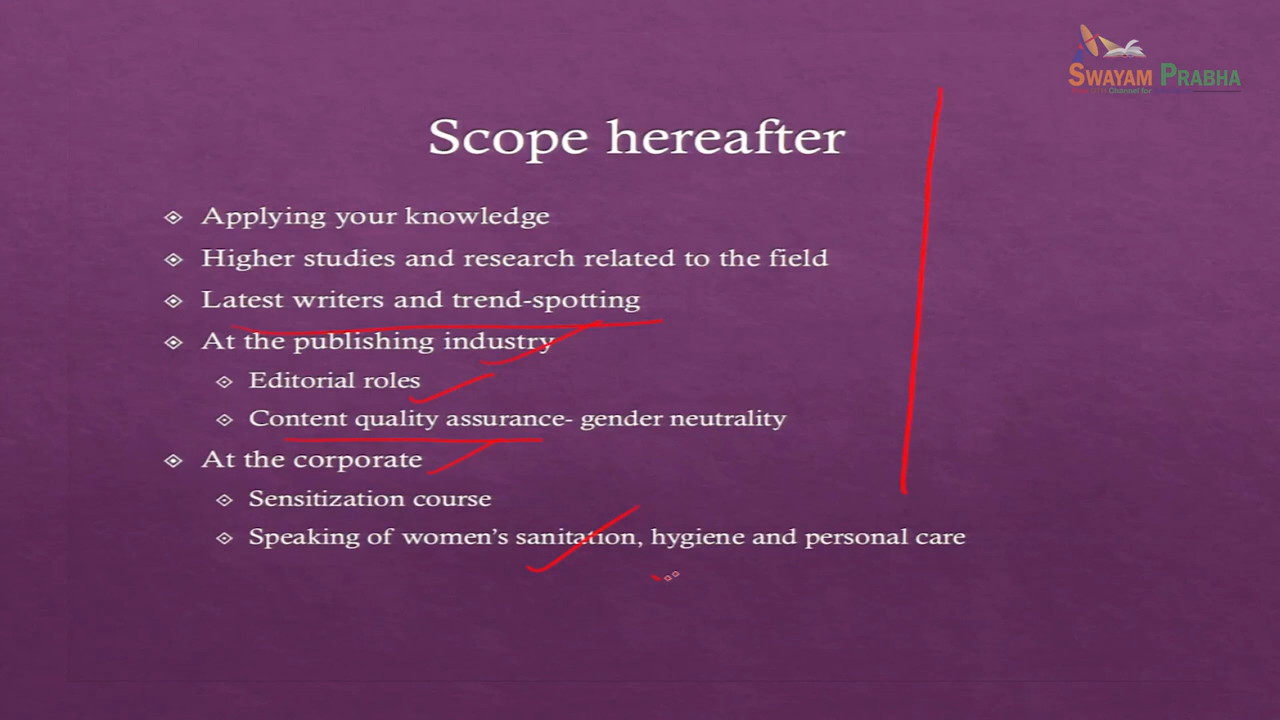 SWAYAM PRABHA
Scope hereafter
Applying your knowledge
Higher studies and research related to the field
Latest writers and trend-spotting
At the publishing industry
Editorial roles
Content quality assurance- gender neutrality
At the corporate
Sensitization course
Speaking of women's sanitation, hygiene and personal care